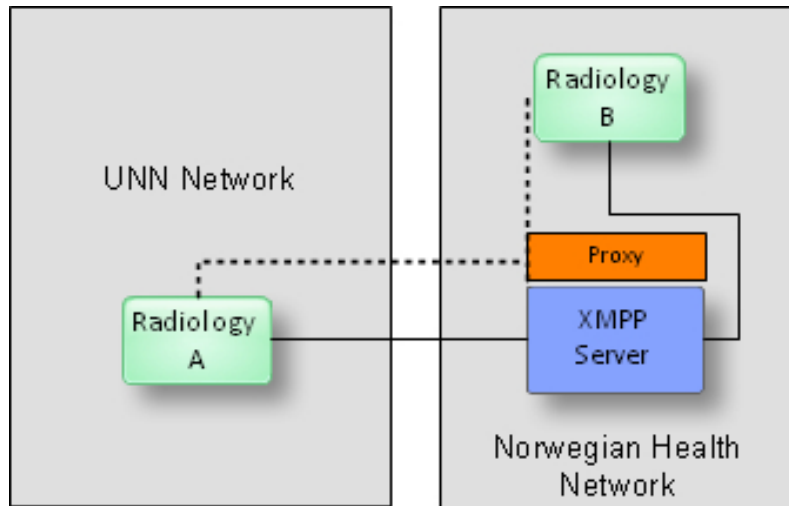 UNN Network
Radiology
A
Radiology
B
Proxy
XMPP
Server
Norwegian Health
Network